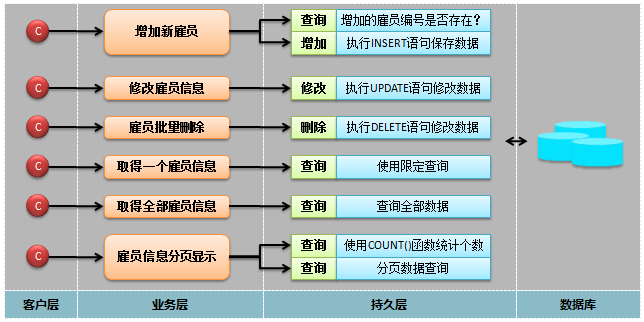 C 增加新雇员 查询 增加的雇员编号是否存在？
增加 执行INSERT语句保存数据
C 修改雇员信息 修改 执行UPDATE语句修改数据
C 雇员批量删除 删除 执行DELETE语句修改数据
C 取得一个雇员信息 查询 使用限定查询
C 取得全部雇员信息 查询 查询全部数据
C 雇员信息分页显示 查询 使用COUNT()函数统计个数
查询 分页数据查询
客户层 业务层 持久层 数据库